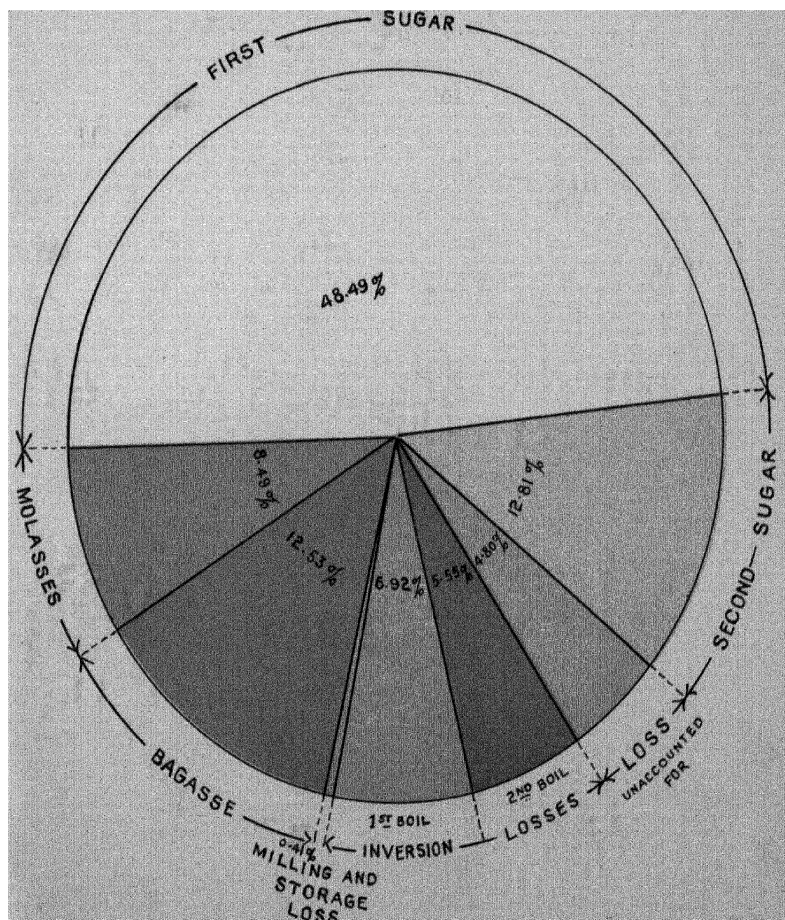 FIRST SUGAR
48.49%
8.49%
12.53%
6.92%
5.55%
4.80%
12.81%
MOLASSES
BAGASSE
0.41%
MILLING AND
STORAGE
LOSS
1ST BOIL
INVERSION
2ND BOIL
LOSSES
LOSS
UNACCOUNTED
FOR
SECOND SUGAR